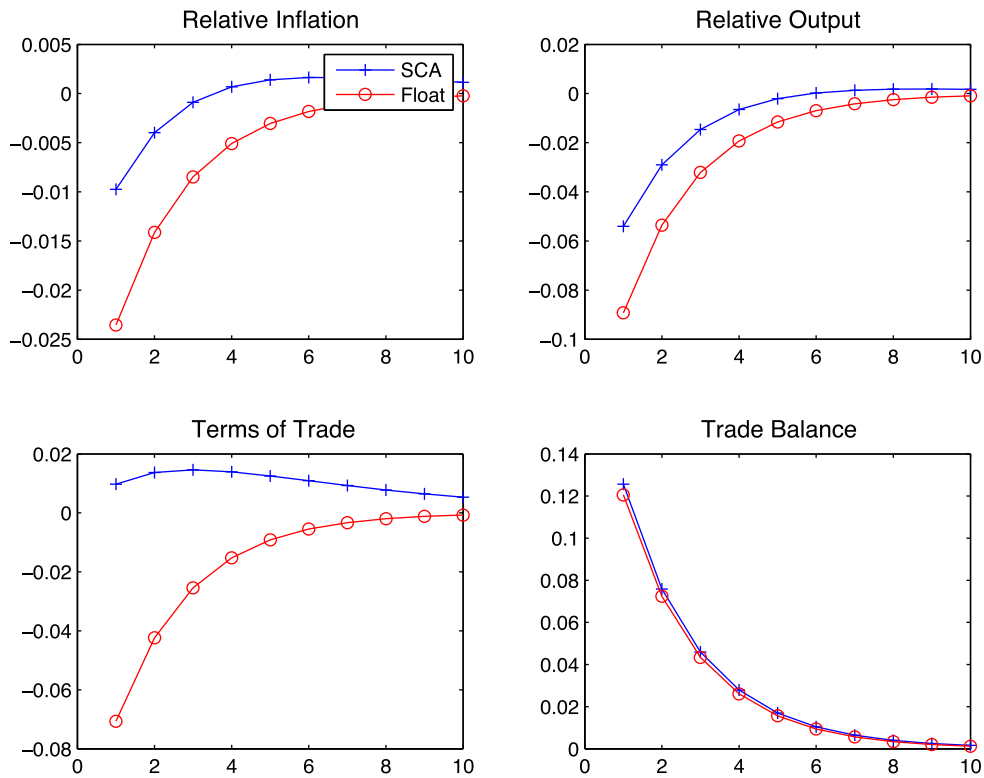 Relative Inflation
0.005
0
−0.005
−0.01
−0.015
−0.02
−0.025
0 2 4 6 8 10
SCA
Float
Relative Output
0.02
0
−0.02
−0.04
−0.06
−0.08
−0.1
0 2 4 6 8 10
Terms of Trade
0.02
0
−0.02
−0.04
−0.06
−0.08
0 2 4 6 8 10
Trade Balance
0.14
0.12
0.1
0.08
0.06
0.04
0.02
0
0 2 4 6 8 10